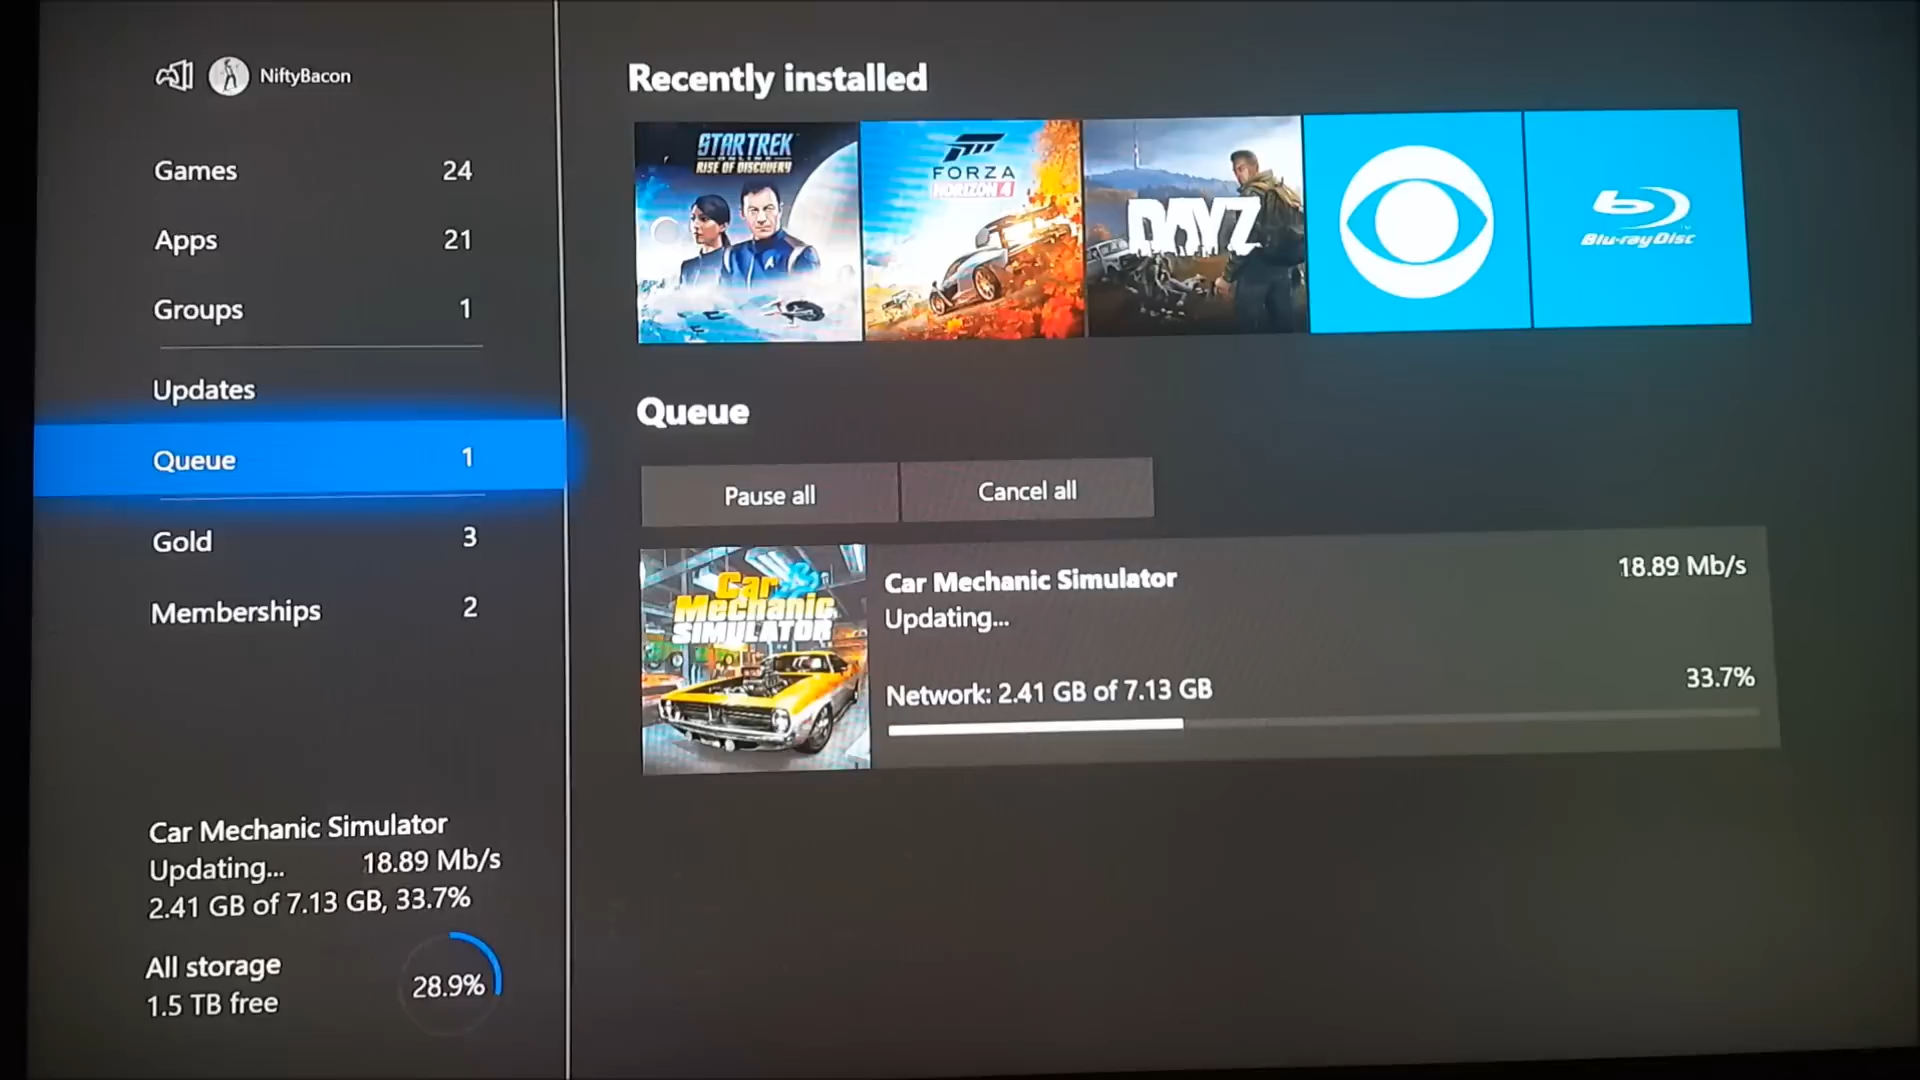 NiftyBacon
Games 24
Apps 21
Groups 1
Updates
Queue 1
Gold 3
Memberships 2
Car Mechanic Simulator
Updating... 18.89 Mb/s
2.41 GB of 7.13 GB, 33.7%
All storage
1.5 TB free
28.9%
Recently installed
STAR TREK
ONLINE
RISE OF DISCOVERY
FORZA
HORIZON 4
DAYZ
Blu-ray Disc
Queue
Pause all
Cancel all
Car
Mechanic
SIMULATOR
Car Mechanic Simulator
18.89 Mb/s
Updating...
Network: 2.41 GB of 7.13 GB
33.7%